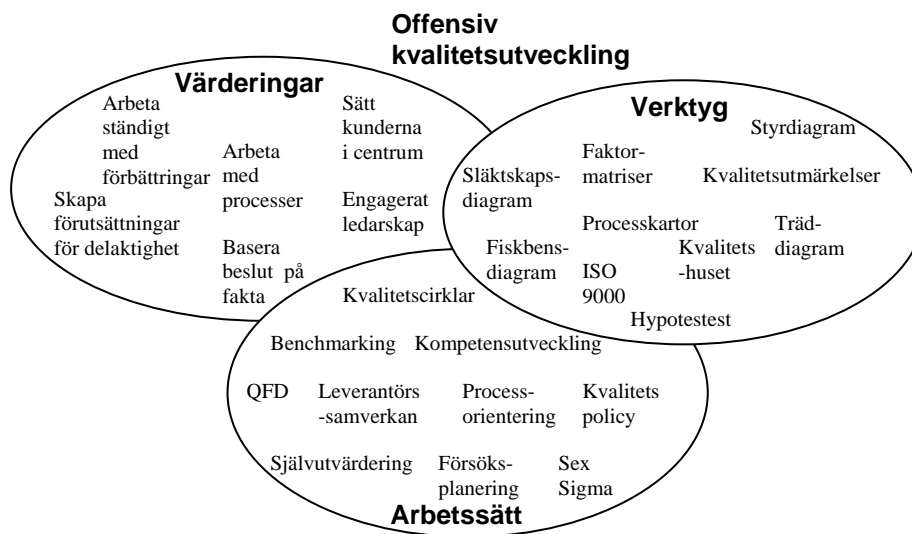 Offensiv
kvalitetsutveckling
Värderingar
Arbeta
ständigt
med
förbättringar
Sätt
kunderna
i centrum
Arbeta
med
processer
Skapa
förutsättningar
för delaktighet
Engagerat
ledarskap
Basera
beslut på
fakta
Verktyg
Styrdiagram
Faktor-
matriser
Släktskaps-
diagram
Kvalitetsutmärkelser
Processkartor
Träd-
diagram
Fiskbens-
diagram
ISO
9000
Kvalitets
-huset
Hypotestest
Kvalitetscirklar
Benchmarking
Kompetensutveckling
QFD
Leverantörs
-samverkan
Process-
orientering
Kvalitets
policy
Självutvärdering
Försöks-
planering
Sex
Sigma
Arbetssätt